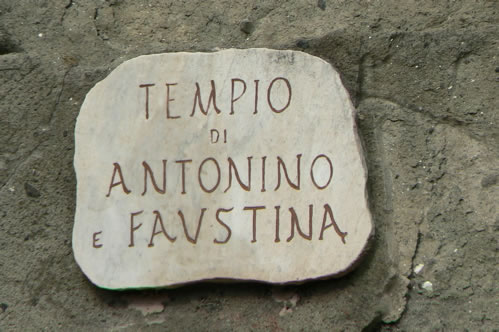 TEMPIO
DI
ANTONINO
E FAVSTINA